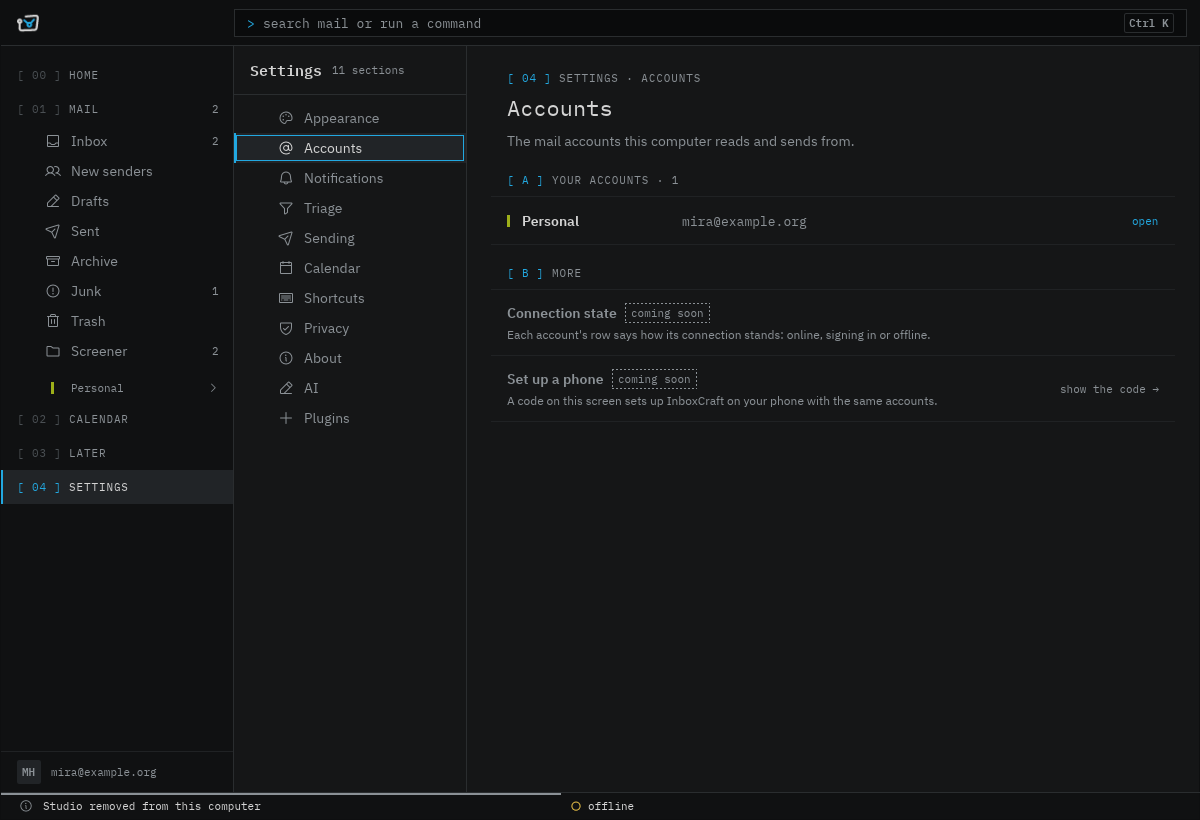 > search mail or run a command Ctrl K
[ 00 ] HOME
[ 01 ] MAIL 2
Inbox 2
New senders
Drafts
Sent
Archive
Junk 1
Trash
Screener 2
Personal
[ 02 ] CALENDAR
[ 03 ] LATER
[ 04 ] SETTINGS
MH mira@example.org
Settings 11 sections
Appearance
Accounts
Notifications
Triage
Sending
Calendar
Shortcuts
Privacy
About
AI
Plugins
[ 04 ] SETTINGS · ACCOUNTS
Accounts
The mail accounts this computer reads and sends from.
[ A ] YOUR ACCOUNTS · 1
Personal mira@example.org open
[ B ] MORE
Connection state coming soon
Each account's row says how its connection stands: online, signing in or offline.
Set up a phone coming soon
A code on this screen sets up InboxCraft on your phone with the same accounts.
show the code →
Studio removed from this computer
offline